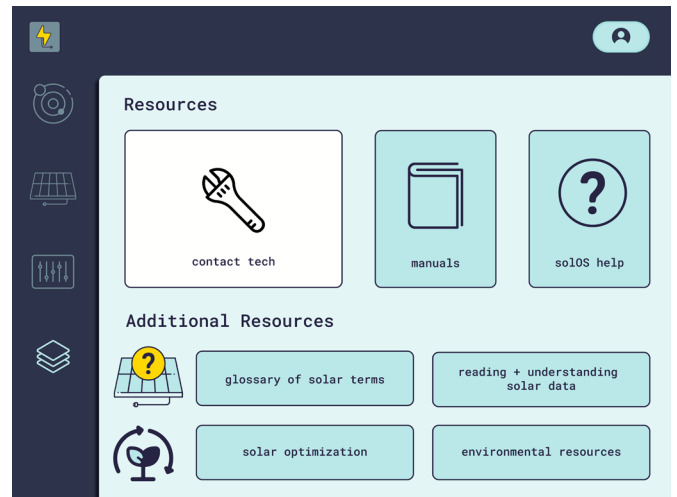 Resources
contact tech
manuals
solOS help
Additional Resources
?
glossary of solar terms
reading + understanding
solar data
solar optimization
environmental resources